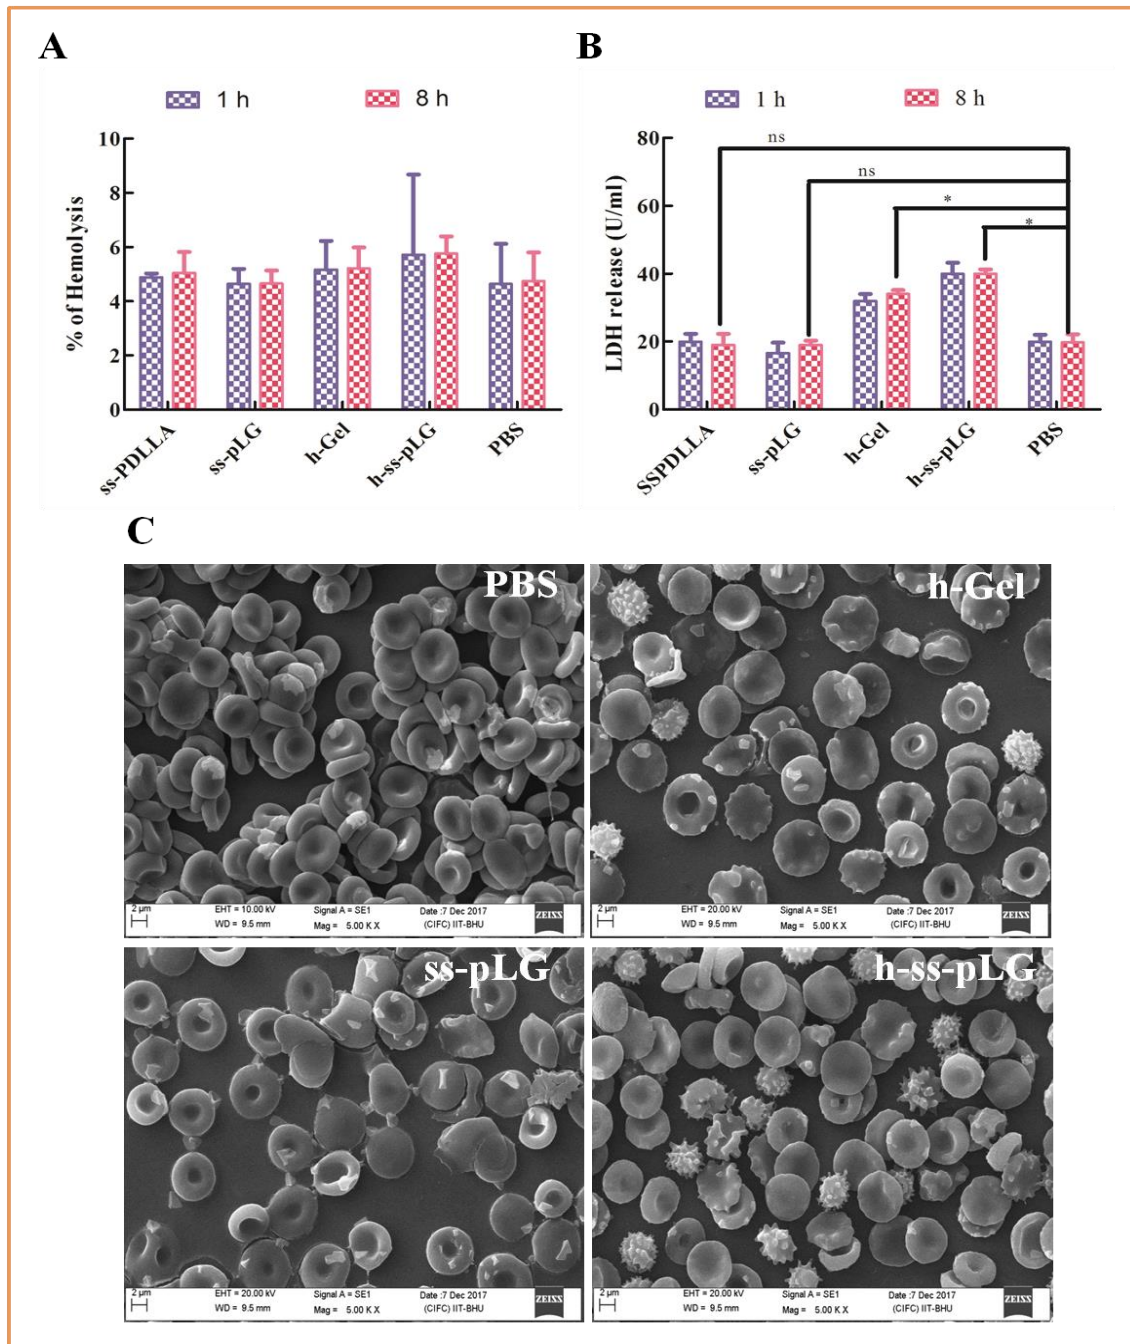 A
1 h
8 h
10
8
6
4
2
0
% of Hemolysis
ss-PDLLA
ss-pLG
h-Gel
h-ss-pLG
PBS
B
1 h
8 h
80
60
40
20
0
LDH release (U/ml)
ns
ns
*
*
SSPDLLA
ss-pLG
h-Gel
h-ss-pLG
PBS
C
PBS
2 µm
EHT = 10.00 kV
Signal A = SE1
Date :7 Dec 2017
WD = 9.5 mm
Mag = 5.00 K X
(CIFC) IIT-BHU
ZEISS
h-Gel
2 µm
EHT = 20.00 kV
Signal A = SE1
Date :7 Dec 2017
WD = 9.5 mm
Mag = 5.00 K X
(CIFC) IIT-BHU
ZEISS
ss-pLG
2 µm
EHT = 20.00 kV
Signal A = SE1
Date :7 Dec 2017
WD = 9.5 mm
Mag = 5.00 K X
(CIFC) IIT-BHU
ZEISS
h-ss-pLG
2 µm
EHT = 20.00 kV
Signal A = SE1
Date :7 Dec 2017
WD = 9.5 mm
Mag = 5.00 K X
(CIFC) IIT-BHU
ZEISS